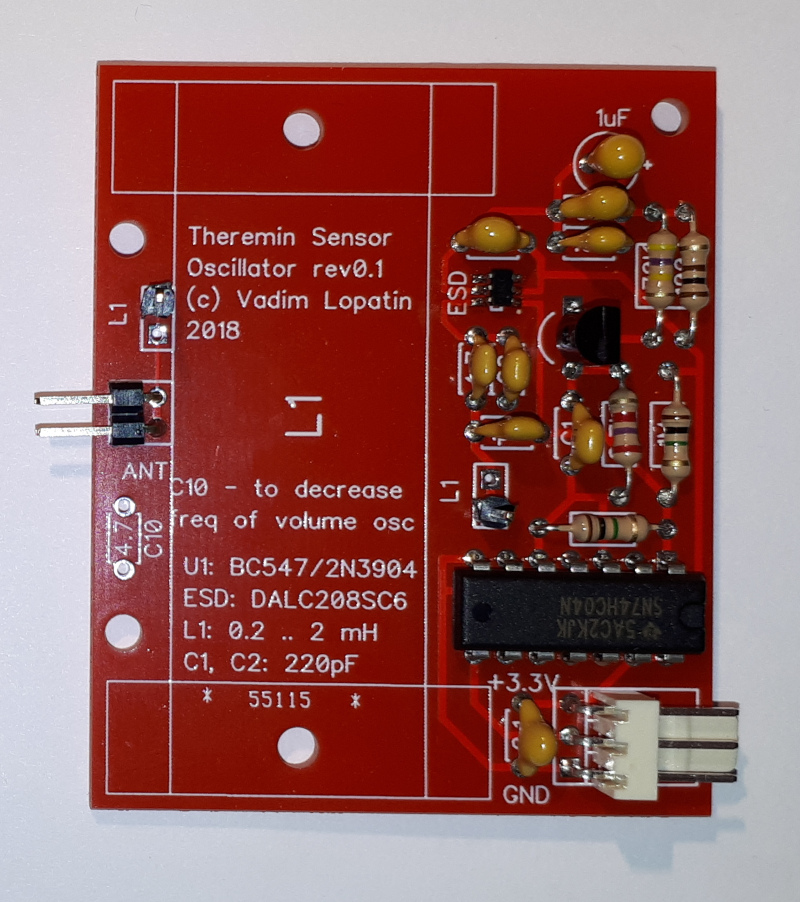 1uF
+
Theremin Sensor
Oscillator rev0.1
(c) Vadim Lopatin
2018
ESD
L1
L1
ANT
C10 - to decrease
freq of volume osc
4.7
C10
C1
L1
U1: BC547/2N3904
ESD: DALC208SC6
L1: 0.2 .. 2 mH
C1, C2: 220pF
5AC2KJK
SN74HC04N
* 55115 *
+3.3V
GND